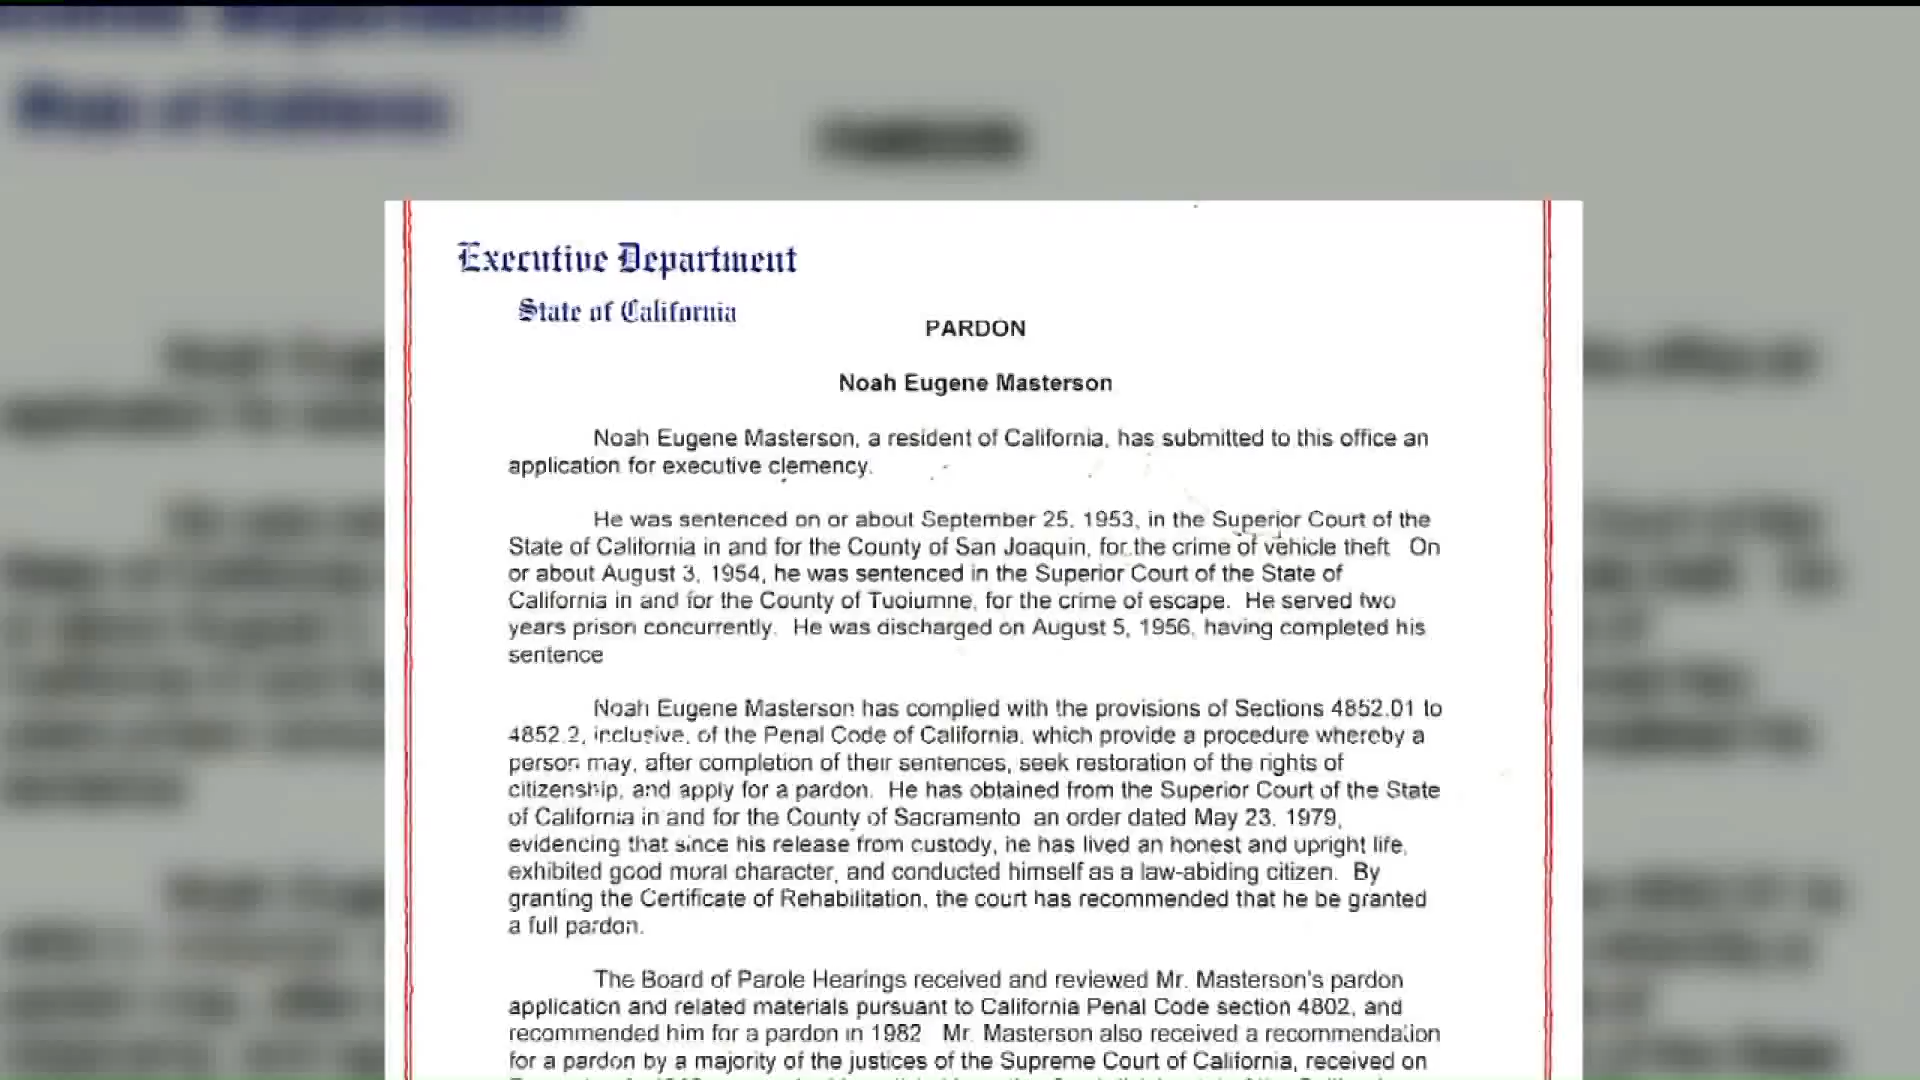 Executive Department
State of California
PARDON
Noah Eugene Masterson
Noah Eugene Masterson, a resident of California, has submitted to this office an
application for executive clemency.
He was sentenced on or about September 25, 1953, in the Superior Court of the
State of California in and for the County of San Joaquin, for the crime of vehicle theft On
or about August 3, 1954, he was sentenced in the Superior Court of the State of
California in and for the County of Tuolumne, for the crime of escape. He served two
years prison concurrently. He was discharged on August 5, 1956, having completed his
sentence
Noah Eugene Masterson has complied with the provisions of Sections 4852.01 to
4852.2, inclusive, of the Penal Code of California, which provide a procedure whereby a
person may, after completion of their sentences, seek restoration of the rights of
citizenship, and apply for a pardon. He has obtained from the Superior Court of the State
of California in and for the County of Sacramento an order dated May 23, 1979,
evidencing that since his release from custody, he has lived an honest and upright life,
exhibited good moral character, and conducted himself as a law-abiding citizen. By
granting the Certificate of Rehabilitation, the court has recommended that he be granted
a full pardon.
The Board of Parole Hearings received and reviewed Mr. Masterson's pardon
application and related materials pursuant to California Penal Code section 4802, and
recommended him for a pardon in 1982 Mr. Masterson also received a recommendation
for a pardon by a majority of the justices of the Supreme Court of California, received on